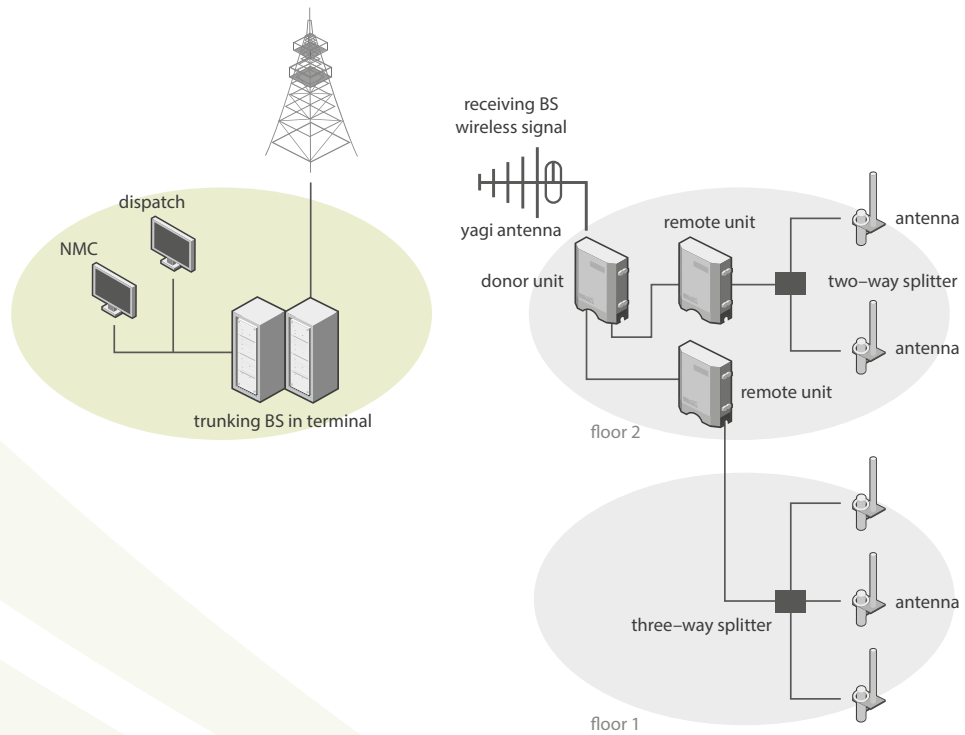 receiving BS
wireless signal
dispatch
NMC
yagi antenna
remote unit
antenna
donor unit
two–way splitter
antenna
remote unit
trunking BS in terminal
floor 2
antenna
three–way splitter
floor 1